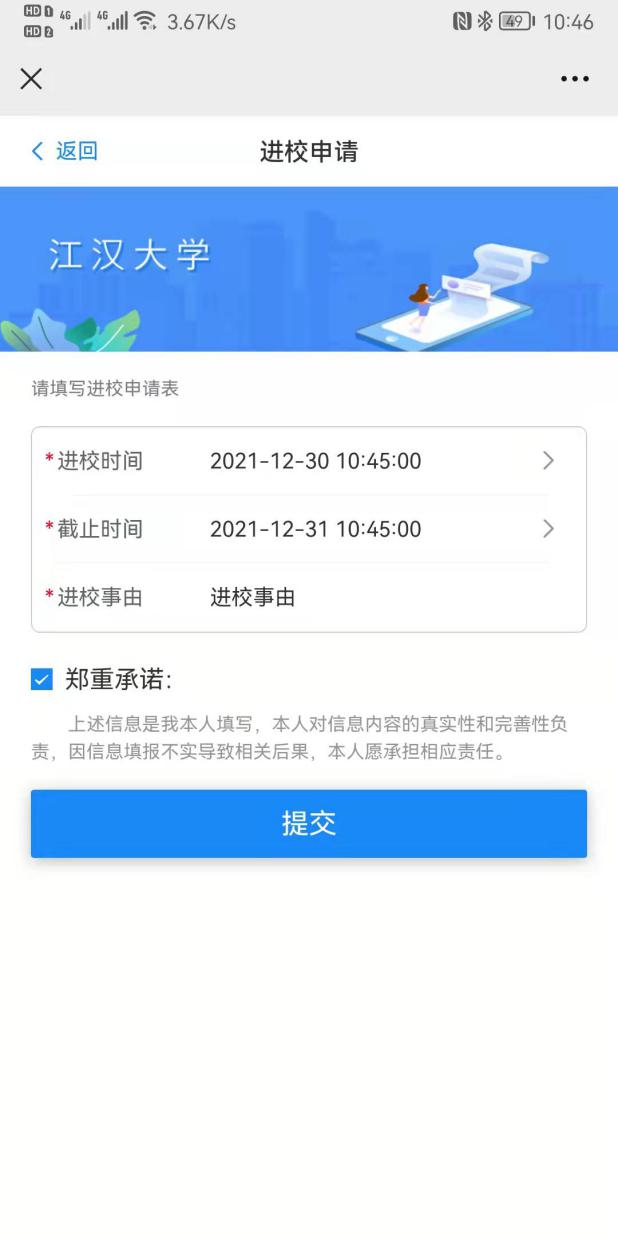 HD 1 4G 4G 3.67K/s 49 10:46
HD 2
返回 进校申请
江汉大学
请填写进校申请表
*进校时间 2021-12-30 10:45:00
*截止时间 2021-12-31 10:45:00
*进校事由 进校事由
郑重承诺:
上述信息是我本人填写，本人对信息内容的真实性和完善性负
责，因信息填报不实导致相关后果，本人愿承担相应责任。
提交